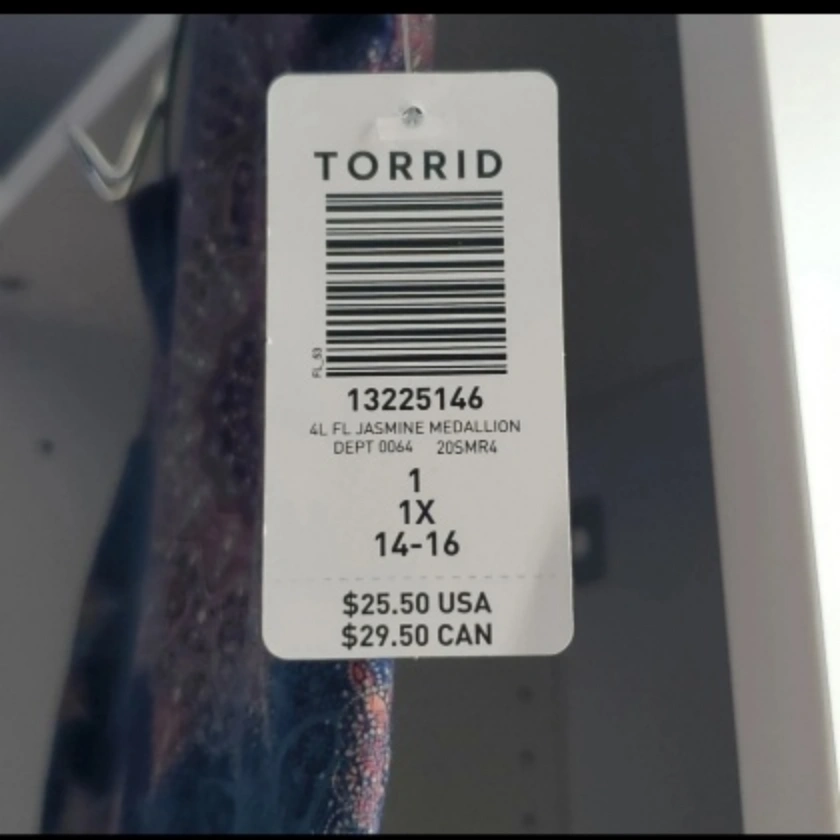 TORRID
FL_53
13225146
4L FL JASMINE MEDALLION
DEPT 0064 20SMR4
1
1X
14-16
$25.50 USA
$29.50 CAN